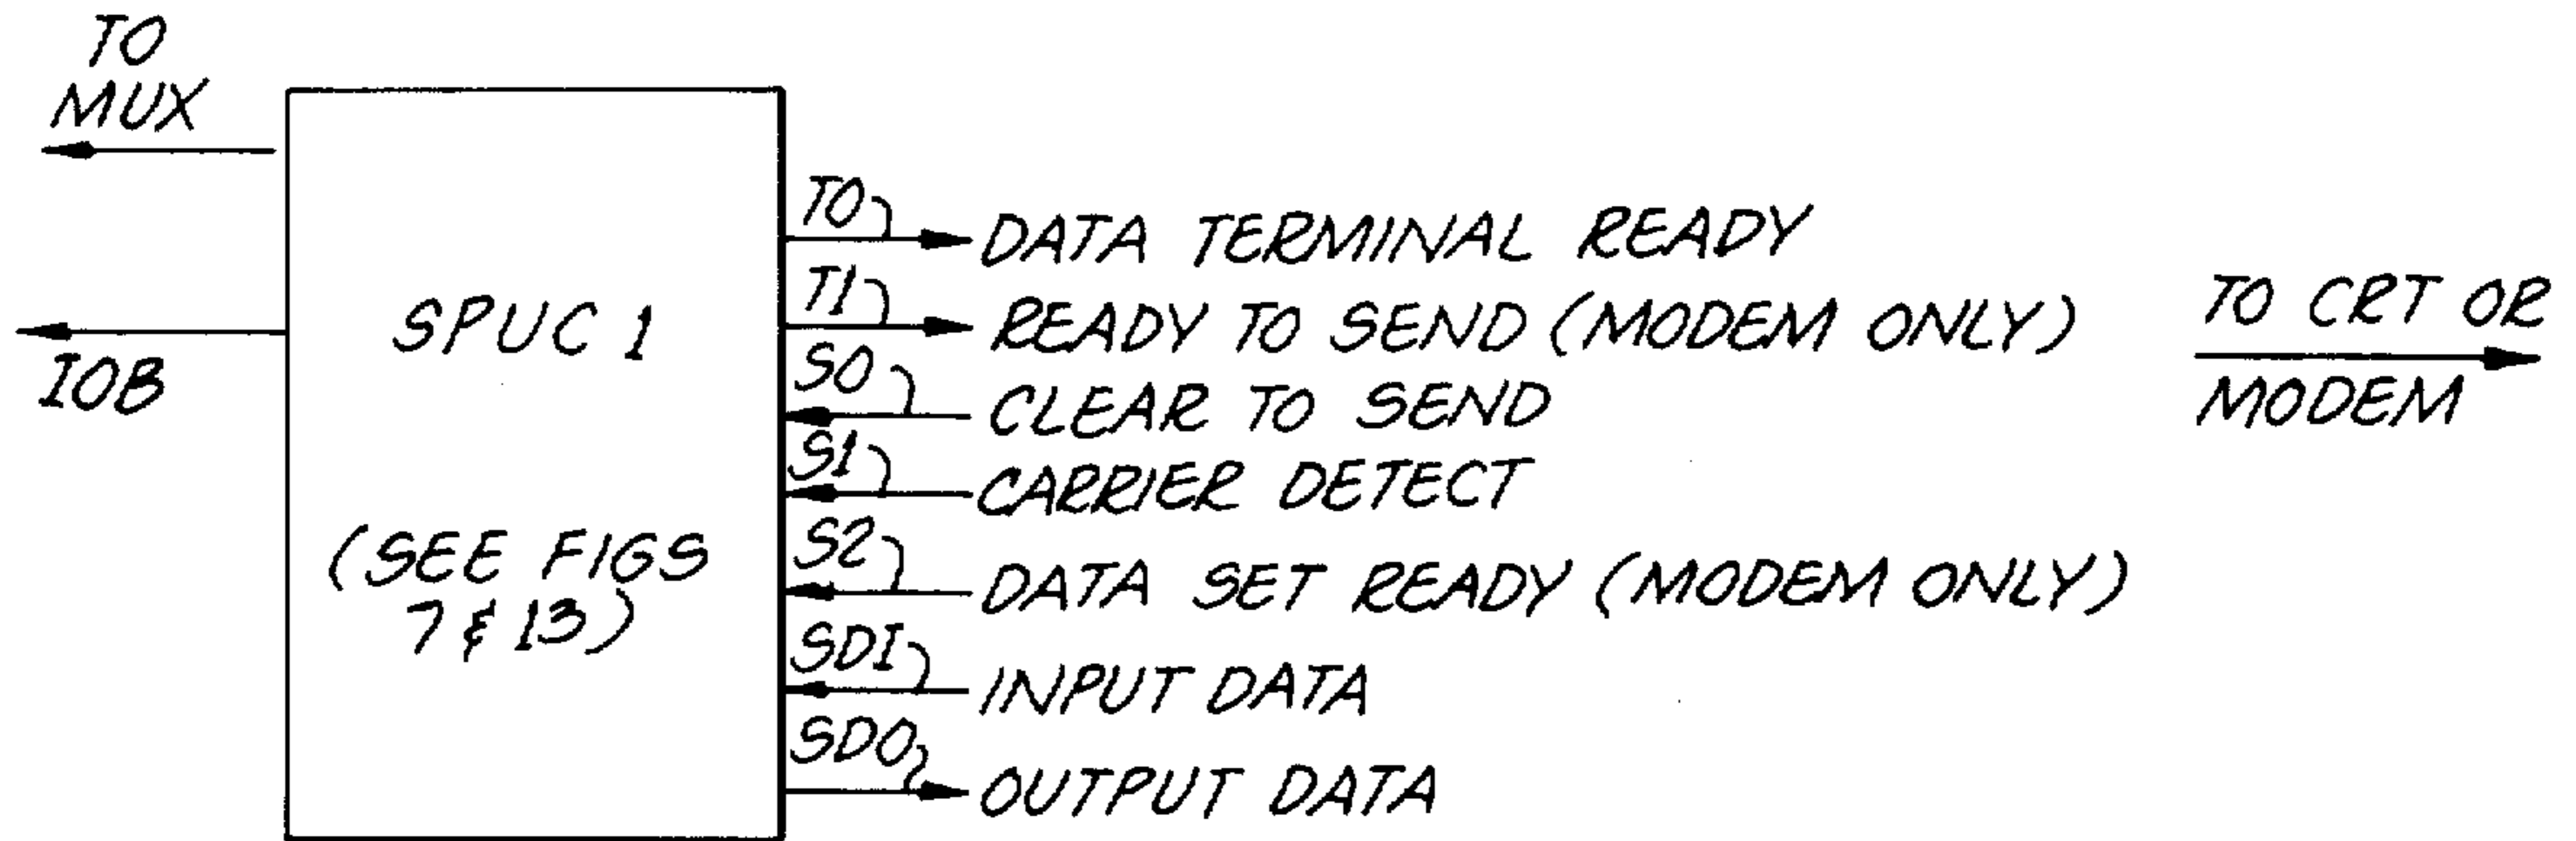 TO
MUX
IOB
SPUC 1
(SEE FIGS
7 & 13)
T0
DATA TERMINAL READY
T1
READY TO SEND (MODEM ONLY)
S0
CLEAR TO SEND
S1
CARRIER DETECT
S2
DATA SET READY (MODEM ONLY)
SDI
INPUT DATA
SDO
OUTPUT DATA
TO CRT OR
MODEM